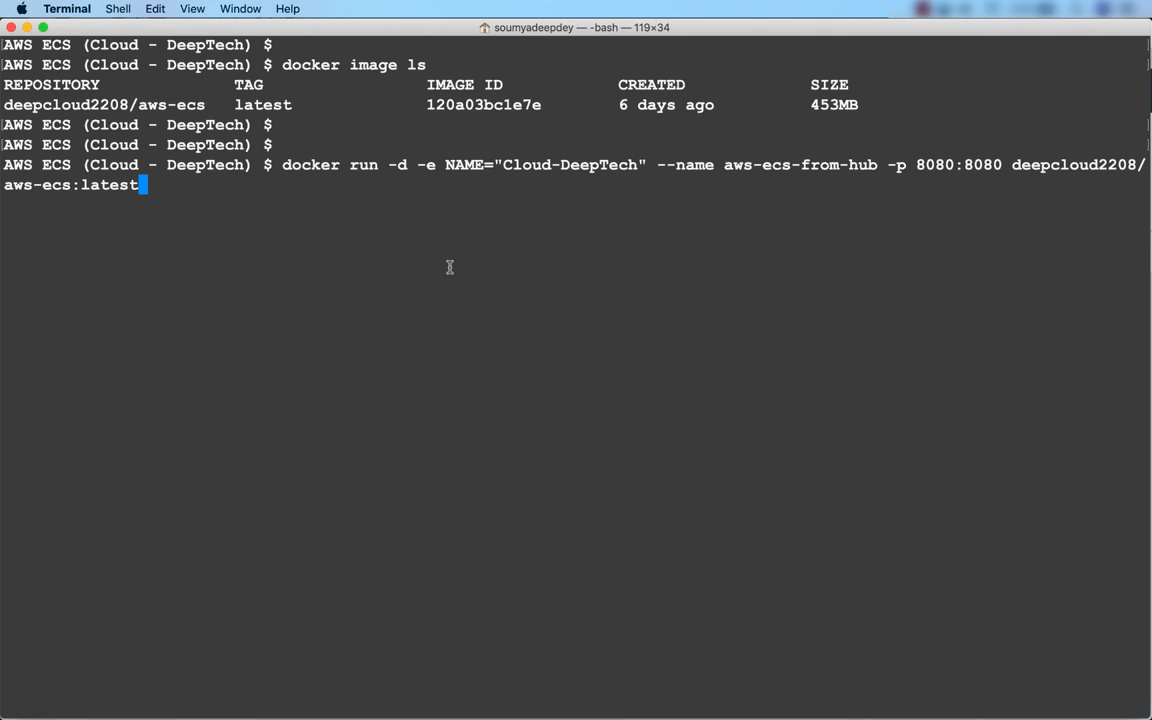 Terminal Shell Edit View Window Help
soumyadeepdey — -bash — 119×34
AWS ECS (Cloud - DeepTech) $
AWS ECS (Cloud - DeepTech) $ docker image ls
REPOSITORY TAG IMAGE ID CREATED SIZE
deepcloud2208/aws-ecs latest 120a03bc1e7e 6 days ago 453MB
AWS ECS (Cloud - DeepTech) $
AWS ECS (Cloud - DeepTech) $
AWS ECS (Cloud - DeepTech) $ docker run -d -e NAME="Cloud-DeepTech" --name aws-ecs-from-hub -p 8080:8080 deepcloud2208/
aws-ecs:latest